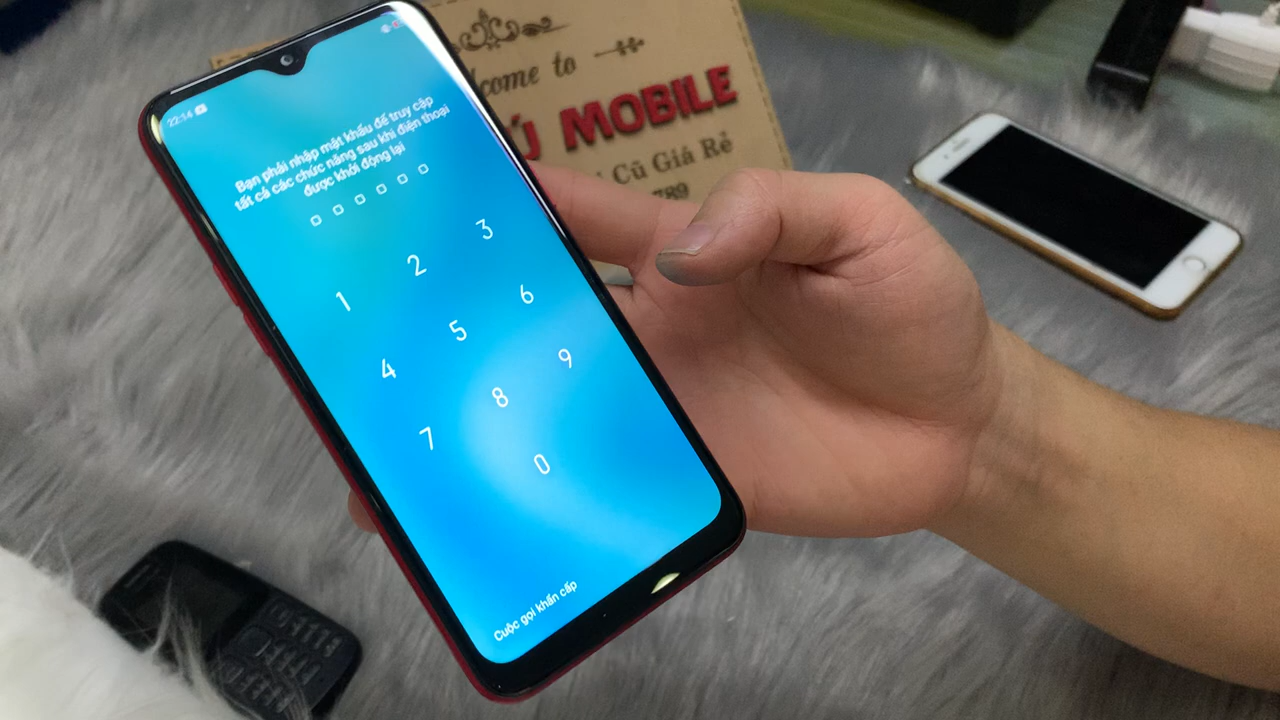 22:14
Bạn phải nhập mật khẩu để truy cập
tất cả các chức năng sau khi điện thoại
được khởi động lại
1 2 3
4 5 6
7 8 9
0
Cuộc gọi khẩn cấp
come to
Ú MOBILE
Cũ Giá Rẻ
789